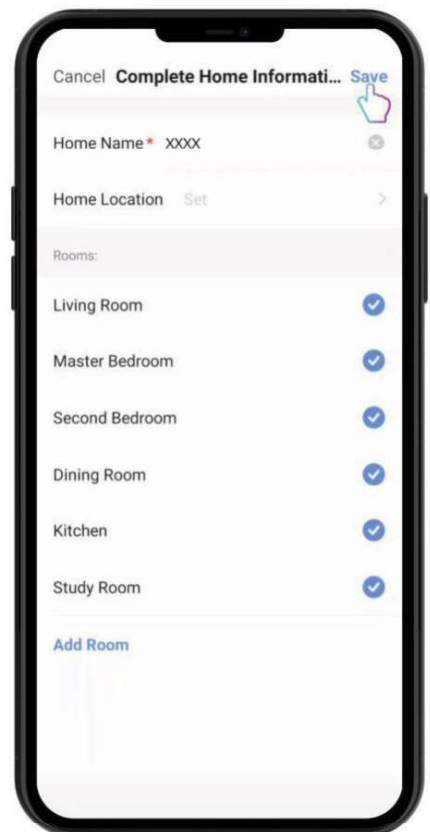 Cancel Complete Home Informati... Save
Home Name* XXXX
Home Location Set
Rooms:
Living Room
Master Bedroom
Second Bedroom
Dining Room
Kitchen
Study Room
Add Room